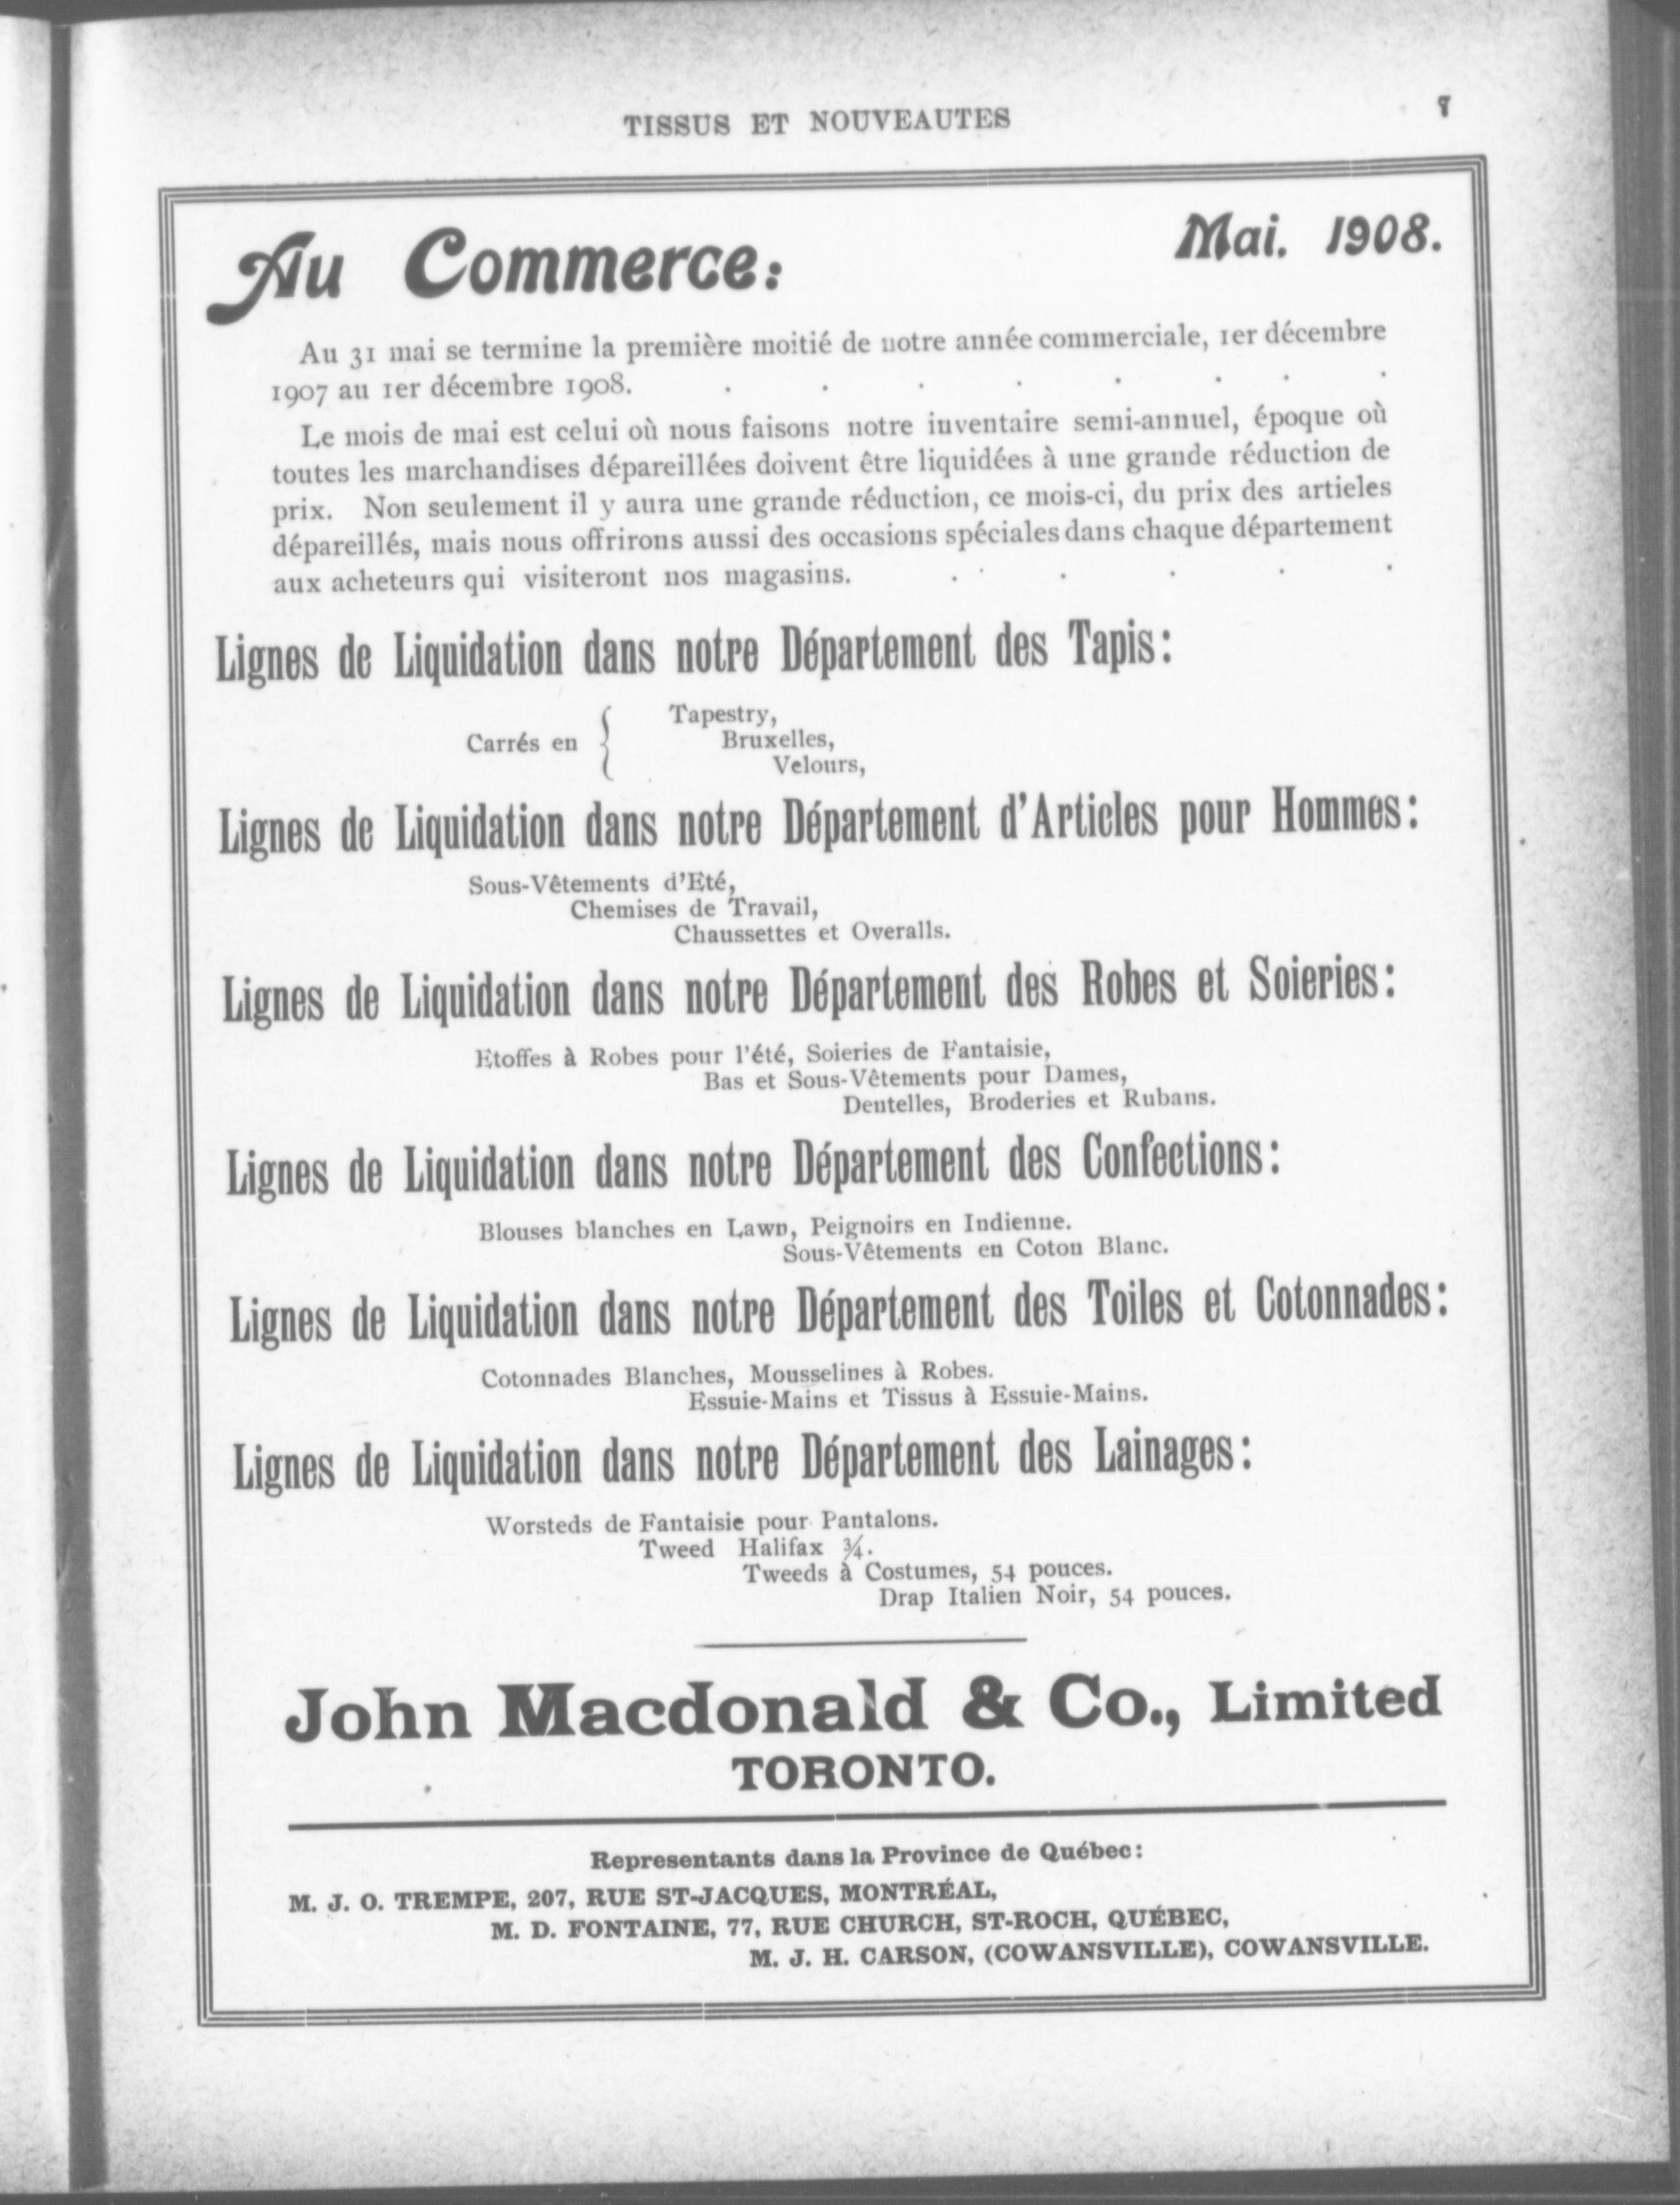 TISSUS ET NOUVEAUTES 7
Au Commerce: Mai. 1908.
Au 31 mai se termine la première moitié de notre année commerciale, 1er décembre
1907 au 1er décembre 1908. . . . . . . . .
Le mois de mai est celui où nous faisons notre inventaire semi-annuel, époque où
toutes les marchandises dépareillées doivent être liquidées à une grande réduction de
prix. Non seulement il y aura une grande réduction, ce mois-ci, du prix des artieles
dépareillés, mais nous offrirons aussi des occasions spéciales dans chaque département
aux acheteurs qui visiteront nos magasins. . . . . .
Lignes de Liquidation dans notre Département des Tapis:
Tapestry,
Carrés en { Bruxelles,
Velours,
Lignes de Liquidation dans notre Département d'Articles pour Hommes:
Sous-Vêtements d'Eté,
Chemises de Travail,
Chaussettes et Overalls.
Lignes de Liquidation dans notre Département des Robes et Soieries:
Etoffes à Robes pour l'été, Soieries de Fantaisie,
Bas et Sous-Vêtements pour Dames,
Dentelles, Broderies et Rubans.
Lignes de Liquidation dans notre Département des Confections:
Blouses blanches en Lawn, Peignoirs en Indienne.
Sous-Vêtements en Coton Blanc.
Lignes de Liquidation dans notre Département des Toiles et Cotonnades:
Cotonnades Blanches, Mousselines à Robes.
Essuie-Mains et Tissus à Essuie-Mains.
Lignes de Liquidation dans notre Département des Lainages:
Worsteds de Fantaisie pour Pantalons.
Tweed Halifax ¾.
Tweeds à Costumes, 54 pouces.
Drap Italien Noir, 54 pouces.
John Macdonald & Co., Limited
TORONTO.
Representants dans la Province de Québec:
M. J. O. TREMPE, 207, RUE ST-JACQUES, MONTRÉAL,
M. D. FONTAINE, 77, RUE CHURCH, ST-ROCH, QUÉBEC,
M. J. H. CARSON, (COWANSVILLE), COWANSVILLE.